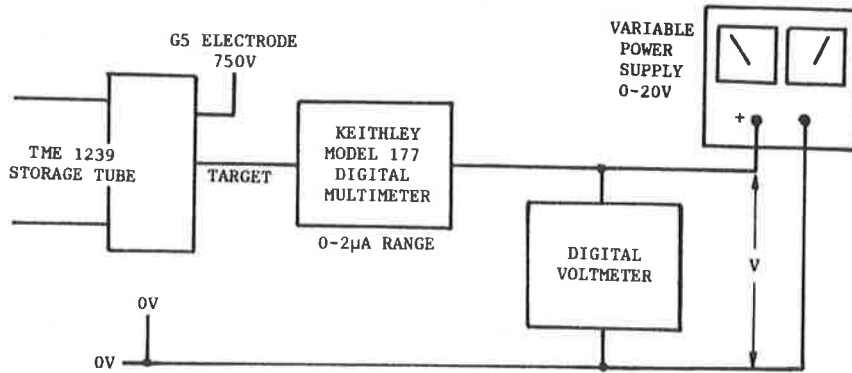 G5 ELECTRODE
750V
VARIABLE
POWER
SUPPLY
0-20V
+
TME 1239
STORAGE TUBE
TARGET
KEITHLEY
MODEL 177
DIGITAL
MULTIMETER
0-2μA RANGE
DIGITAL
VOLTMETER
V
0V
0V